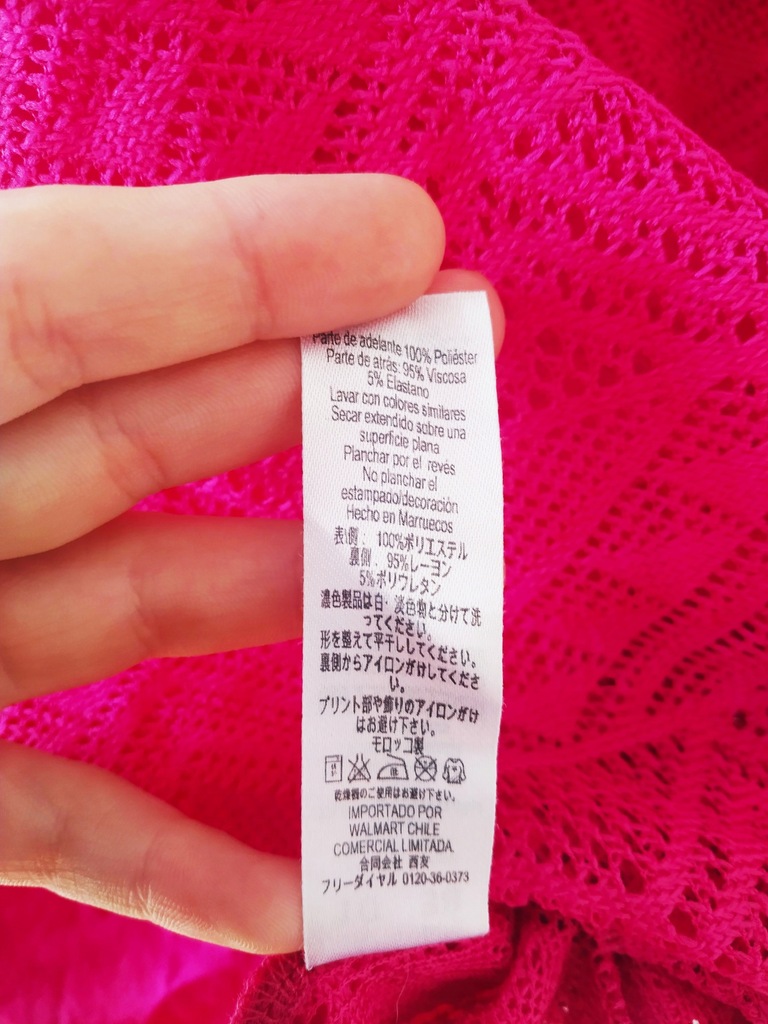 Parte de adelante 100% Poliéster
Parte de atrás: 95% Viscosa
5% Elastano
Lavar con colores similares
Secar extendido sobre una
superficie plana
Planchar por el revés
No planchar el
estampado/decoración
Hecho en Marruecos
表側: 100%ポリエステル
裏側: 95%レーヨン
5%ポリウレタン
濃色製品は白・淡色物と分けて洗
ってください。
形を整えて平干ししてください。
裏側からアイロンがけしてくださ
い。
プリント部や飾りのアイロンがけ
はお避け下さい。
モロッコ製
乾燥機のご使用はお避け下さい。
IMPORTADO POR
WALMART CHILE
COMERCIAL LIMITADA.
合同会社 西友
フリーダイヤル 0120-36-0373